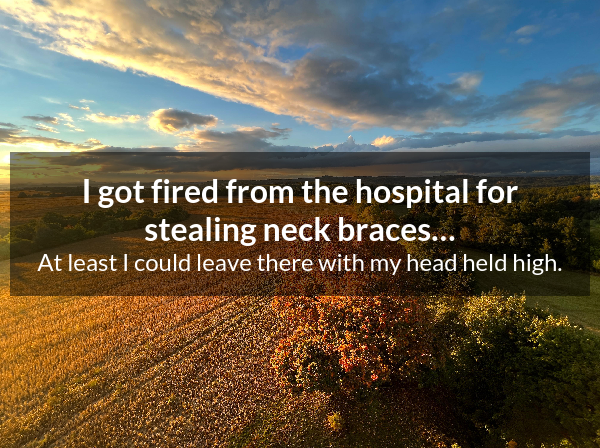 I got fired from the hospital for
stealing neck braces...
At least I could leave there with my head held high.